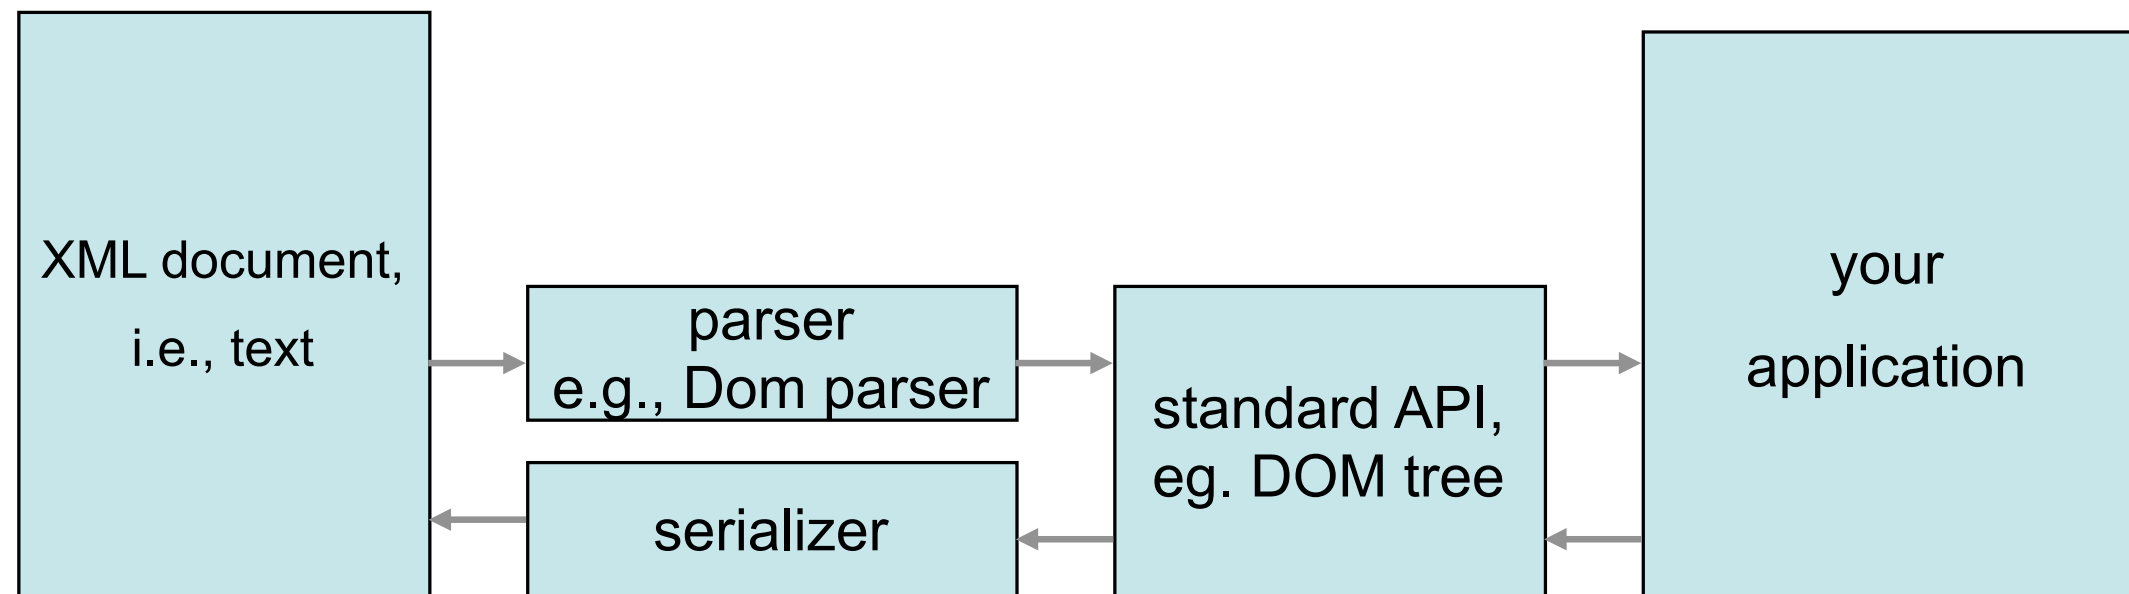 XML document,
i.e., text
parser
e.g., Dom parser
serializer
standard API,
eg. DOM tree
your
application